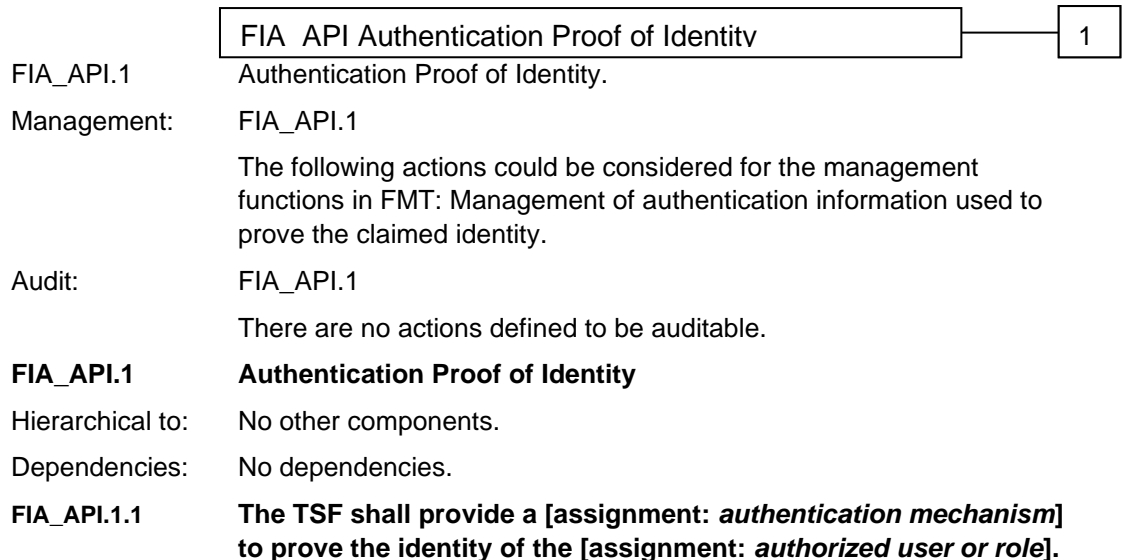 FIA_API Authentication Proof of Identity 1
FIA_API.1 Authentication Proof of Identity.
Management: FIA_API.1
The following actions could be considered for the management
functions in FMT: Management of authentication information used to
prove the claimed identity.
Audit: FIA_API.1
There are no actions defined to be auditable.
FIA_API.1 Authentication Proof of Identity
Hierarchical to: No other components.
Dependencies: No dependencies.
FIA_API.1.1 The TSF shall provide a [assignment: authentication mechanism]
to prove the identity of the [assignment: authorized user or role].